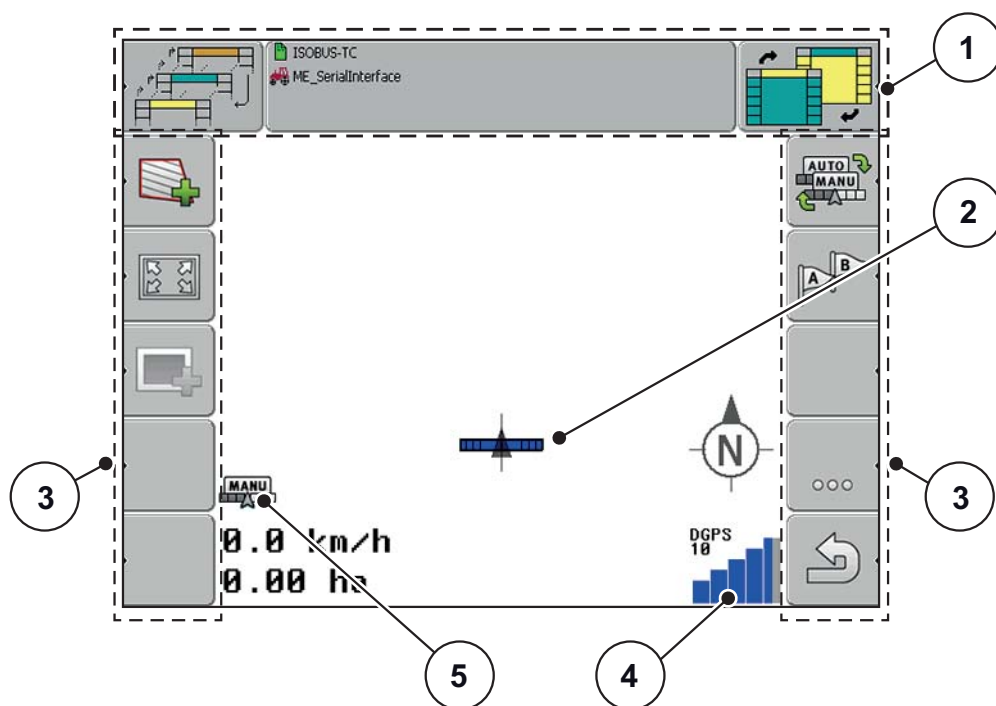 1
ISOBUS-TC
ME_SerialInterface
AUTO
MANU
2
A B
N
3
MANU
3
0.0 km/h
DGPS
10
0.00 ha
5
4